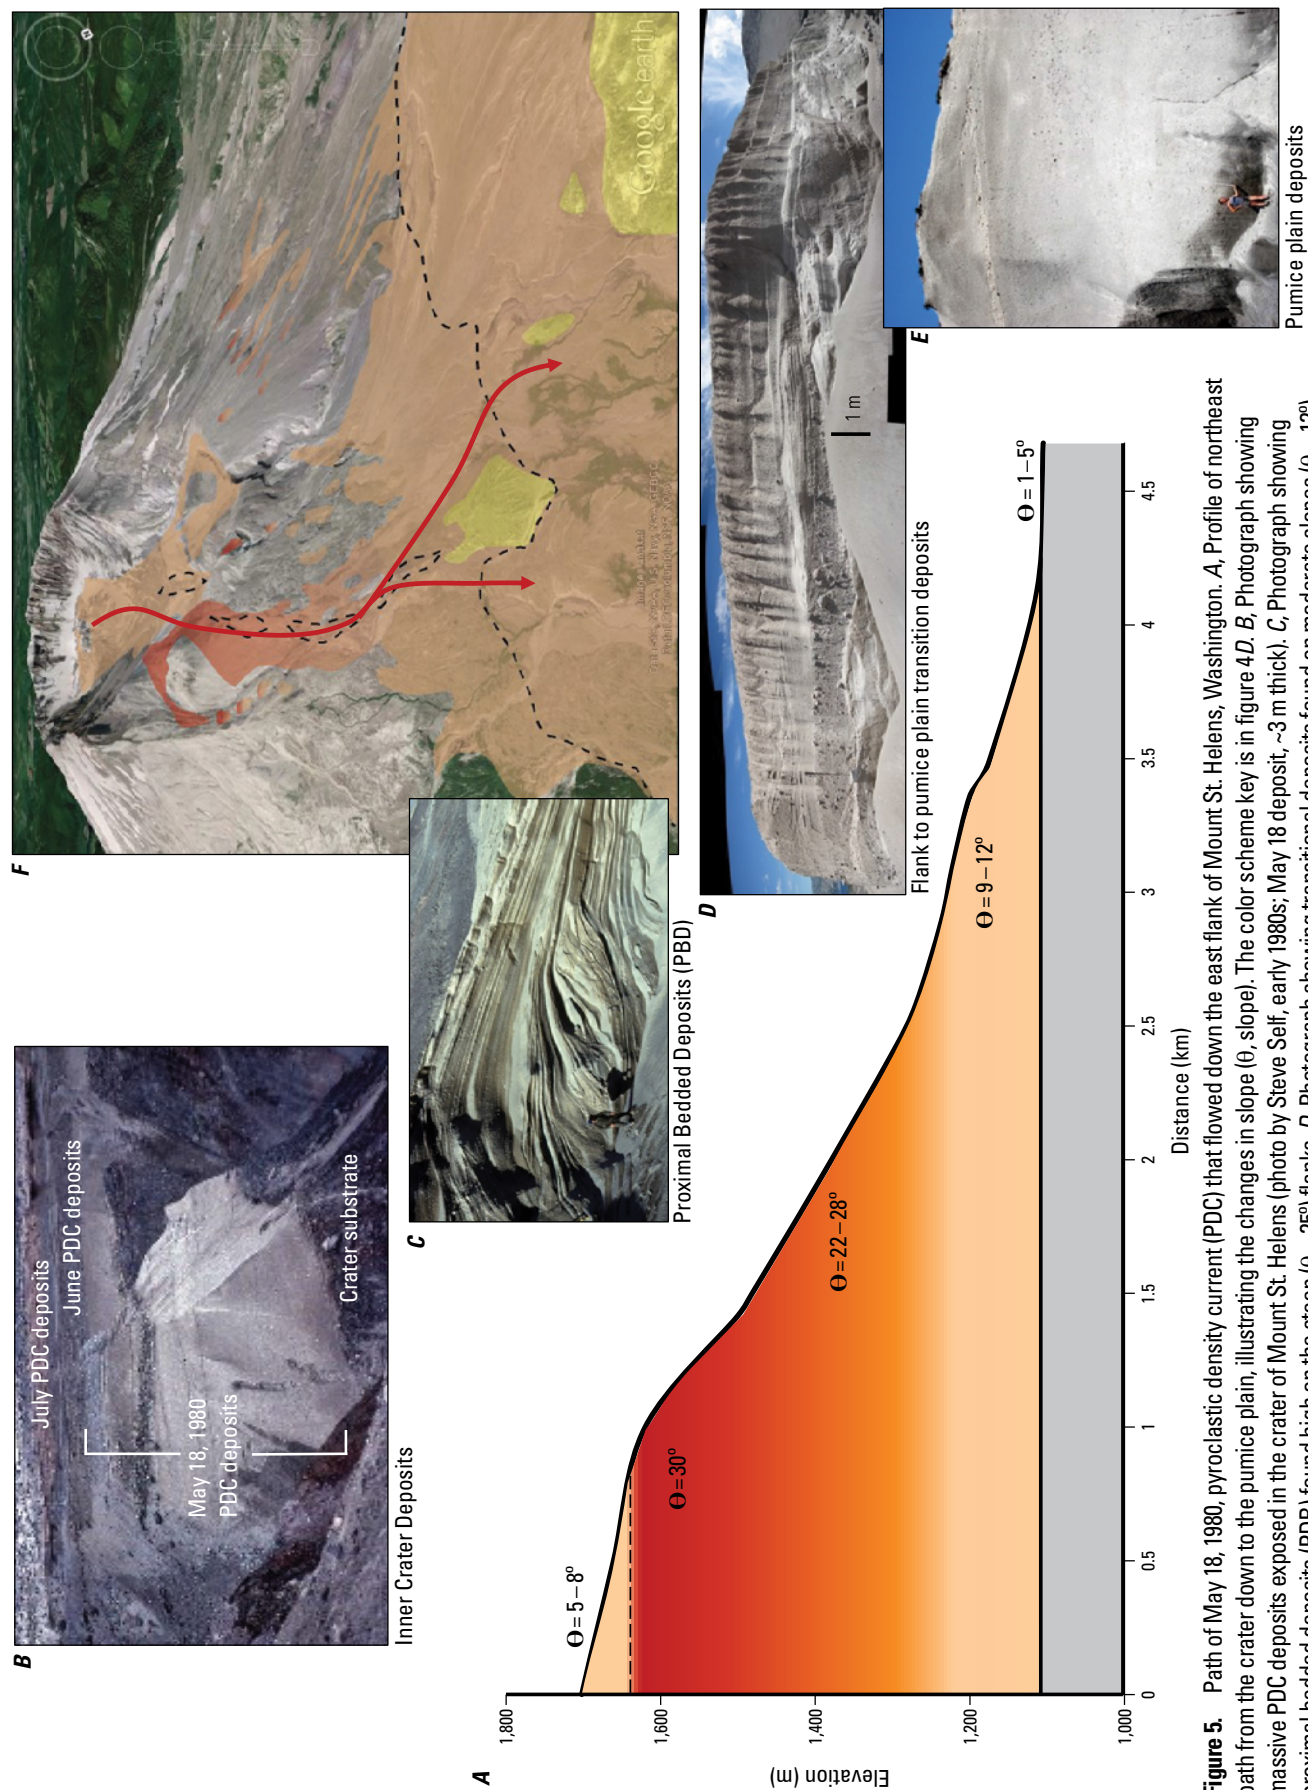 B
July PDC deposits
June PDC deposits
May 18, 1980
PDC deposits
Crater substrate
Inner Crater Deposits
C
Proximal Bedded Deposits (PBD)
F
Google earth
D
1 m
Flank to pumice plain transition deposits
E
Pumice plain deposits
A
Elevation (m)
1,800
1,600
1,400
1,200
1,000
Θ = 5 – 8º
Θ = 30º
Θ = 22 – 28º
Θ = 9 – 12º
Θ = 1 – 5º
0
0.5
1
1.5
2
2.5
3
3.5
4
4.5
Distance (km)
Figure 5. Path of May 18, 1980, pyroclastic density current (PDC) that flowed down the east flank of Mount St. Helens, Washington. A, Profile of northeast
path from the crater down to the pumice plain, illustrating the changes in slope (θ, slope). The color scheme key is in figure 4D. B, Photograph showing
massive PDC deposits exposed in the crater of Mount St. Helens (photo by Steve Self, early 1980s; May 18 deposit, ~3 m thick). C, Photograph showing